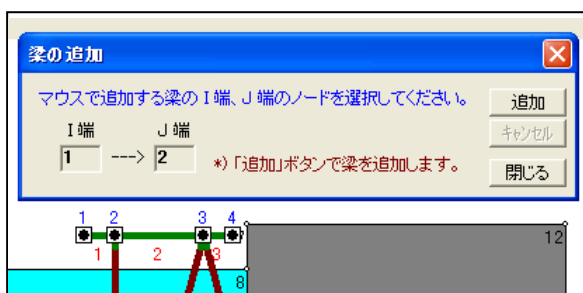 梁の追加
マウスで追加する梁のI端、J端のノードを選択してください。
追加
I端 J端
キャンセル
1 ---> 2
*)「追加」ボタンで梁を追加します。
閉じる
1 2 3 4
12
1 2 3
8